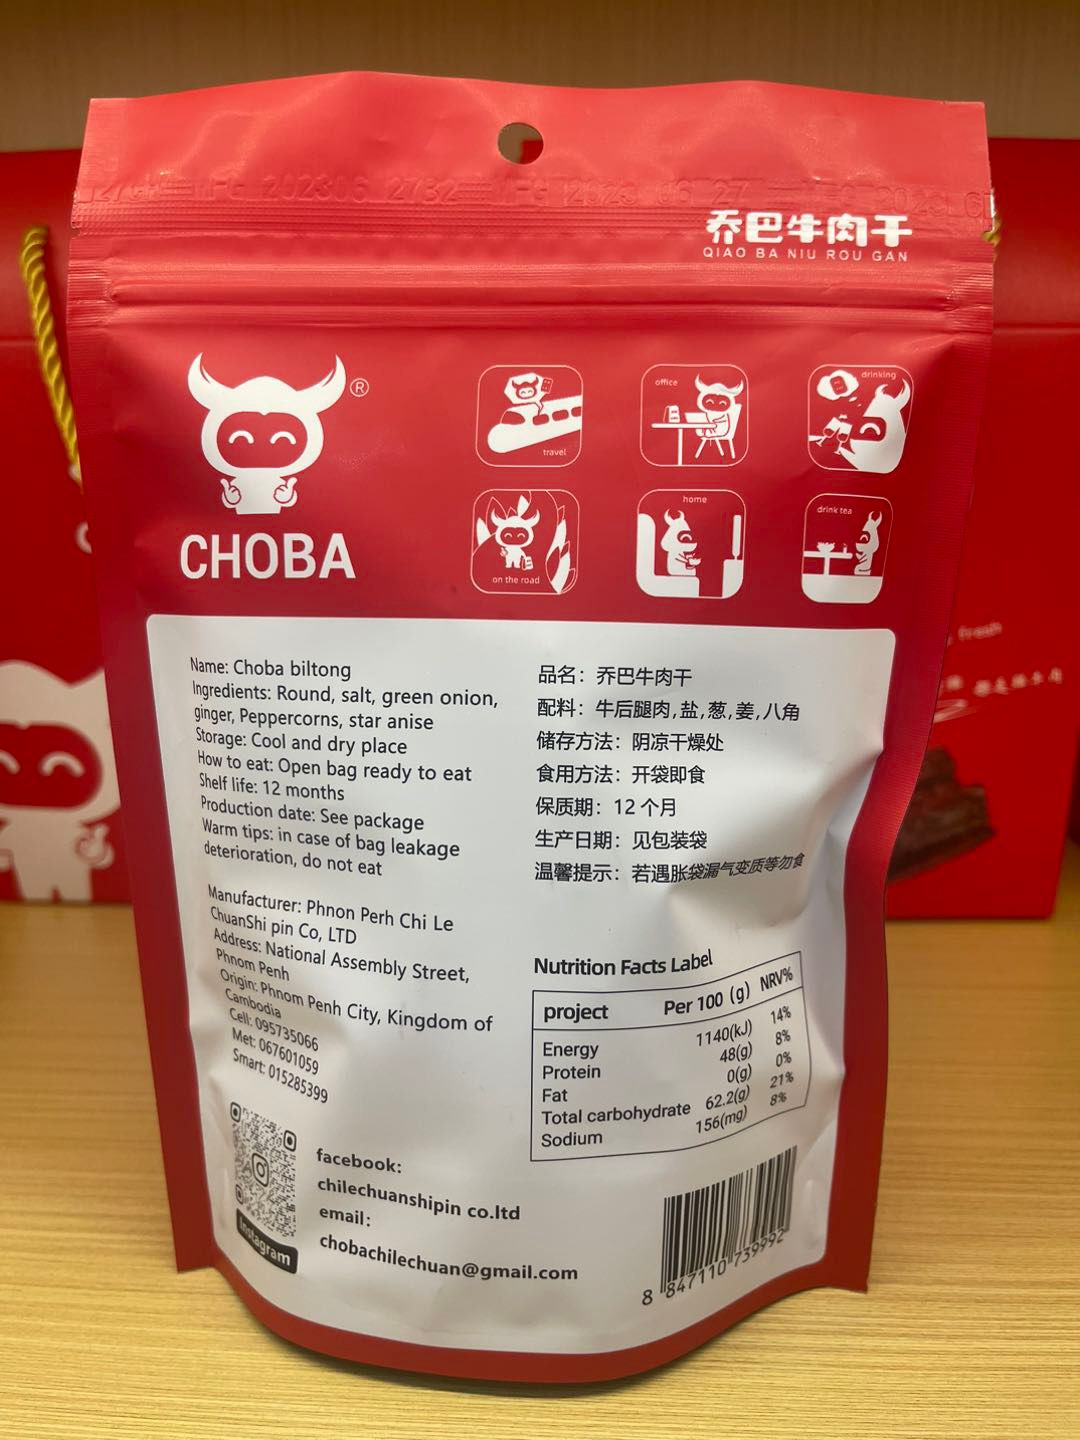 MFG 2023 06 27
乔巴牛肉干
QIAO BA NIU ROU GAN
®
CHOBA
travel
office
drinking
on the road
home
drink tea
Name: Choba biltong
Ingredients: Round, salt, green onion,
ginger, Peppercorns, star anise
Storage: Cool and dry place
How to eat: Open bag ready to eat
Shelf life: 12 months
Production date: See package
Warm tips: in case of bag leakage
deterioration, do not eat
Manufacturer: Phnon Perh Chi Le
ChuanShi pin Co, LTD
Address: National Assembly Street,
Phnom Penh
Origin: Phnom Penh City, Kingdom of
Cambodia
Cell: 095735066
Met: 067601059
Smart: 015285399
品名：乔巴牛肉干
配料：牛后腿肉,盐,葱,姜,八角
储存方法：阴凉干燥处
食用方法：开袋即食
保质期：12个月
生产日期：见包装袋
温馨提示：若遇胀袋漏气变质等勿食
Nutrition Facts Label
project Per 100 (g) NRV%
Energy 1140(kJ) 14%
Protein 48(g) 8%
Fat 0(g) 0%
Total carbohydrate 62.2(g) 21%
Sodium 156(mg) 8%
Instagram
facebook:
chilechuanshipin co.ltd
email:
chobachilechuan@gmail.com
8 847110 739992
fresh